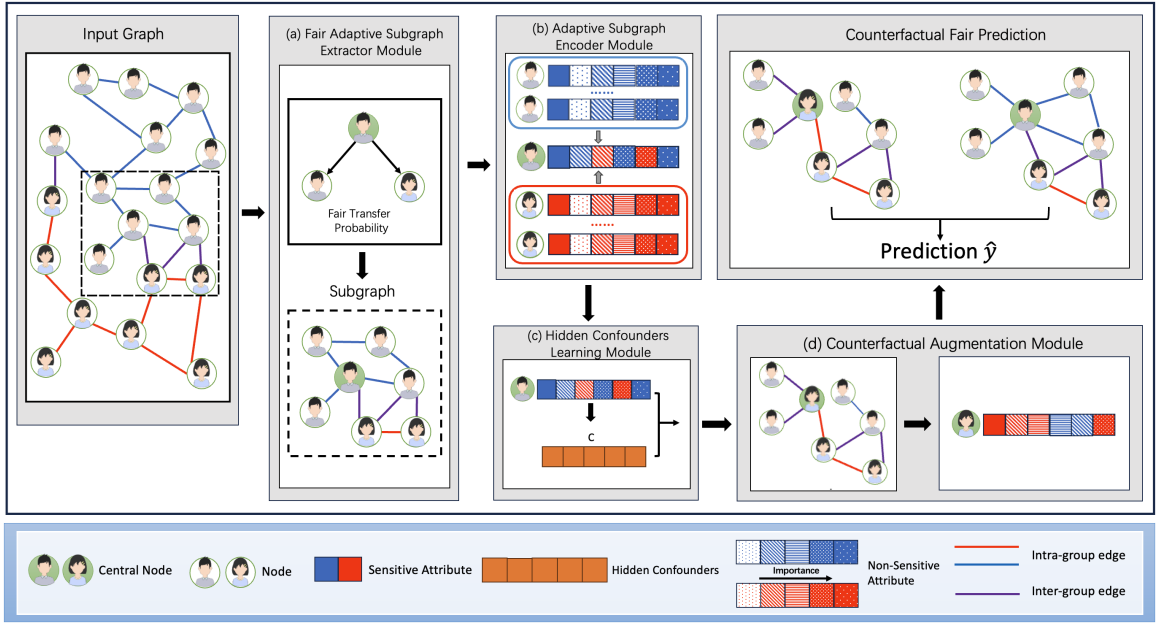 Input Graph
(a) Fair Adaptive Subgraph
Extractor Module
Fair Transfer
Probability
Subgraph
(b) Adaptive Subgraph
Encoder Module
(c) Hidden Confounders
Learning Module
c
Counterfactual Fair Prediction
Prediction ŷ
(d) Counterfactual Augmentation Module
Central Node
Node
Sensitive Attribute
Hidden Confounders
Importance
Non-Sensitive
Attribute
Intra-group edge
Inter-group edge